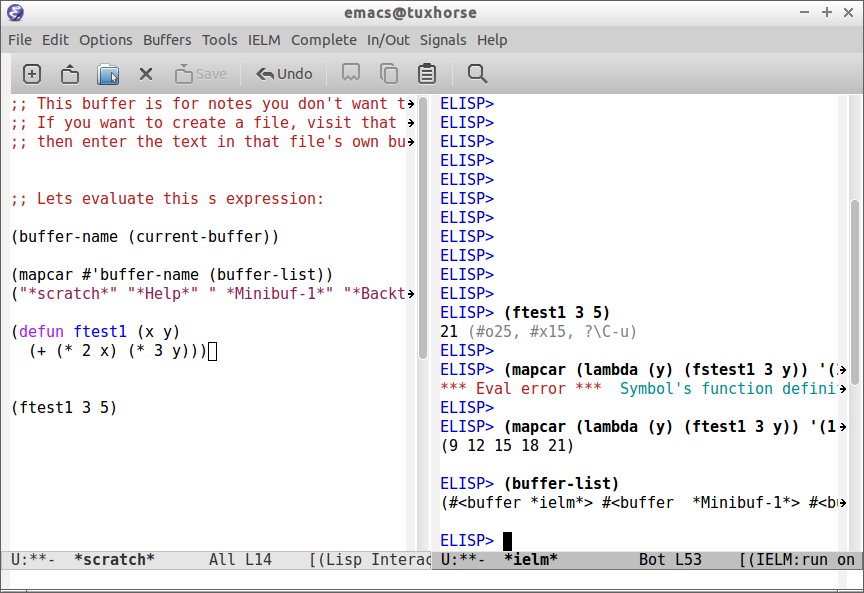 emacs@tuxhorse
File Edit Options Buffers Tools IELM Complete In/Out Signals Help
Save Undo
;; This buffer is for notes you don't want t
;; If you want to create a file, visit that
;; then enter the text in that file's own bu
;; Lets evaluate this s expression:
(buffer-name (current-buffer))
(mapcar #'buffer-name (buffer-list))
("*scratch*" "*Help*" " *Minibuf-1*" "*Backt
(defun ftest1 (x y)
(+ (* 2 x) (* 3 y)))
(ftest1 3 5)
U:**- *scratch* All L14 [(Lisp Interac
ELISP>
ELISP>
ELISP>
ELISP>
ELISP>
ELISP>
ELISP>
ELISP>
ELISP>
ELISP>
ELISP>
ELISP> (ftest1 3 5)
21 (#o25, #x15, ?\C-u)
ELISP>
ELISP> (mapcar (lambda (y) (fstest1 3 y)) '(
*** Eval error *** Symbol's function defini
ELISP>
ELISP> (mapcar (lambda (y) (ftest1 3 y)) '(1
(9 12 15 18 21)
ELISP> (buffer-list)
(#<buffer *ielm*> #<buffer *Minibuf-1*> #<bu
ELISP>
U:**- *ielm* Bot L53 [(IELM:run on